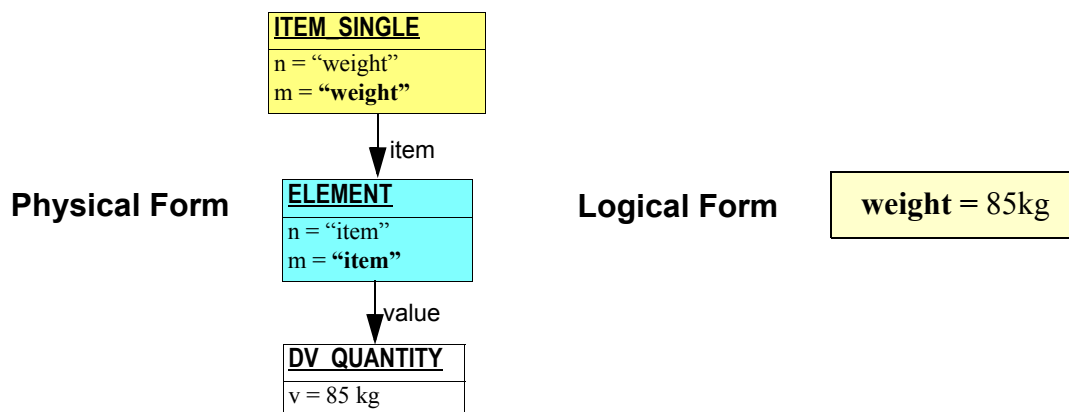 ITEM_SINGLE
n = “weight”
m = “weight”
item
Physical Form
ELEMENT
n = “item”
m = “item”
Logical Form
weight = 85kg
value
DV_QUANTITY
v = 85 kg